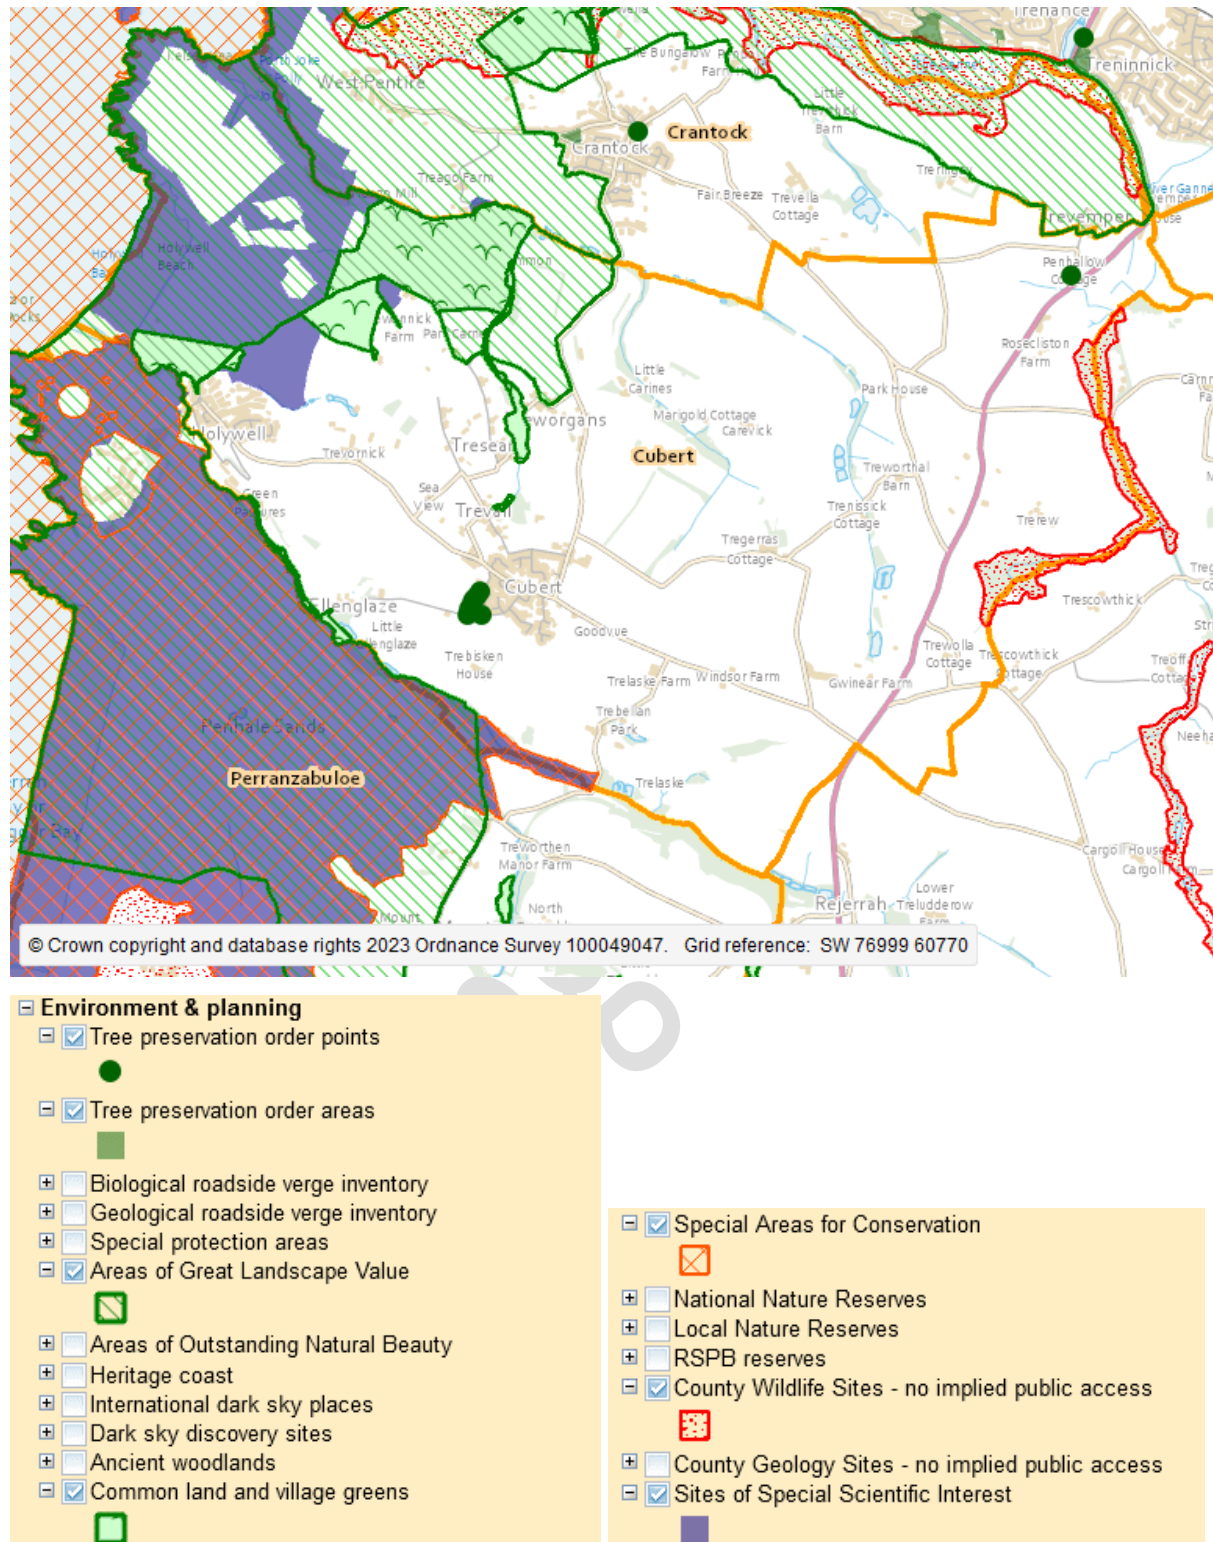 Trenance
The Bungalow
Treninnick
West Pentire
Little
Trevithick
Barn
Crantock
Crantock
Treago Farm
Fair Breeze
Trevella
Cottage
Trevemper
Holywell
Beach
Penhallow
Cottage
Rosecliston
Farm
Farm
Little
Carines
Park House
Marigold Cottage
Carevick
Holywell
Trevornick
Cubert
Treworthal
Barn
Sea
View
Green
Trenissick
Cottage
Trerew
Tregerras
Cottage
Cubert
Trescowthick
Ellenglaze
Little
Ellenglaze
Goodvue
Trebisken
House
Trewolla
Cottage
Trescowthick
Cottage
Trelaske Farm
Windsor Farm
Gwinear Farm
Trebellan
Park
Penhale Sands
Perranzabuloe
Trelaske
Treworthen
Manor Farm
Cargoll House
North
Rejerrah
Lower
Treludderow
Farm
Mount
© Crown copyright and database rights 2023 Ordnance Survey 100049047. Grid reference: SW 76999 60770
Environment & planning
Tree preservation order points
Tree preservation order areas
Biological roadside verge inventory
Geological roadside verge inventory
Special protection areas
Areas of Great Landscape Value
Areas of Outstanding Natural Beauty
Heritage coast
International dark sky places
Dark sky discovery sites
Ancient woodlands
Common land and village greens
Special Areas for Conservation
National Nature Reserves
Local Nature Reserves
RSPB reserves
County Wildlife Sites - no implied public access
County Geology Sites - no implied public access
Sites of Special Scientific Interest